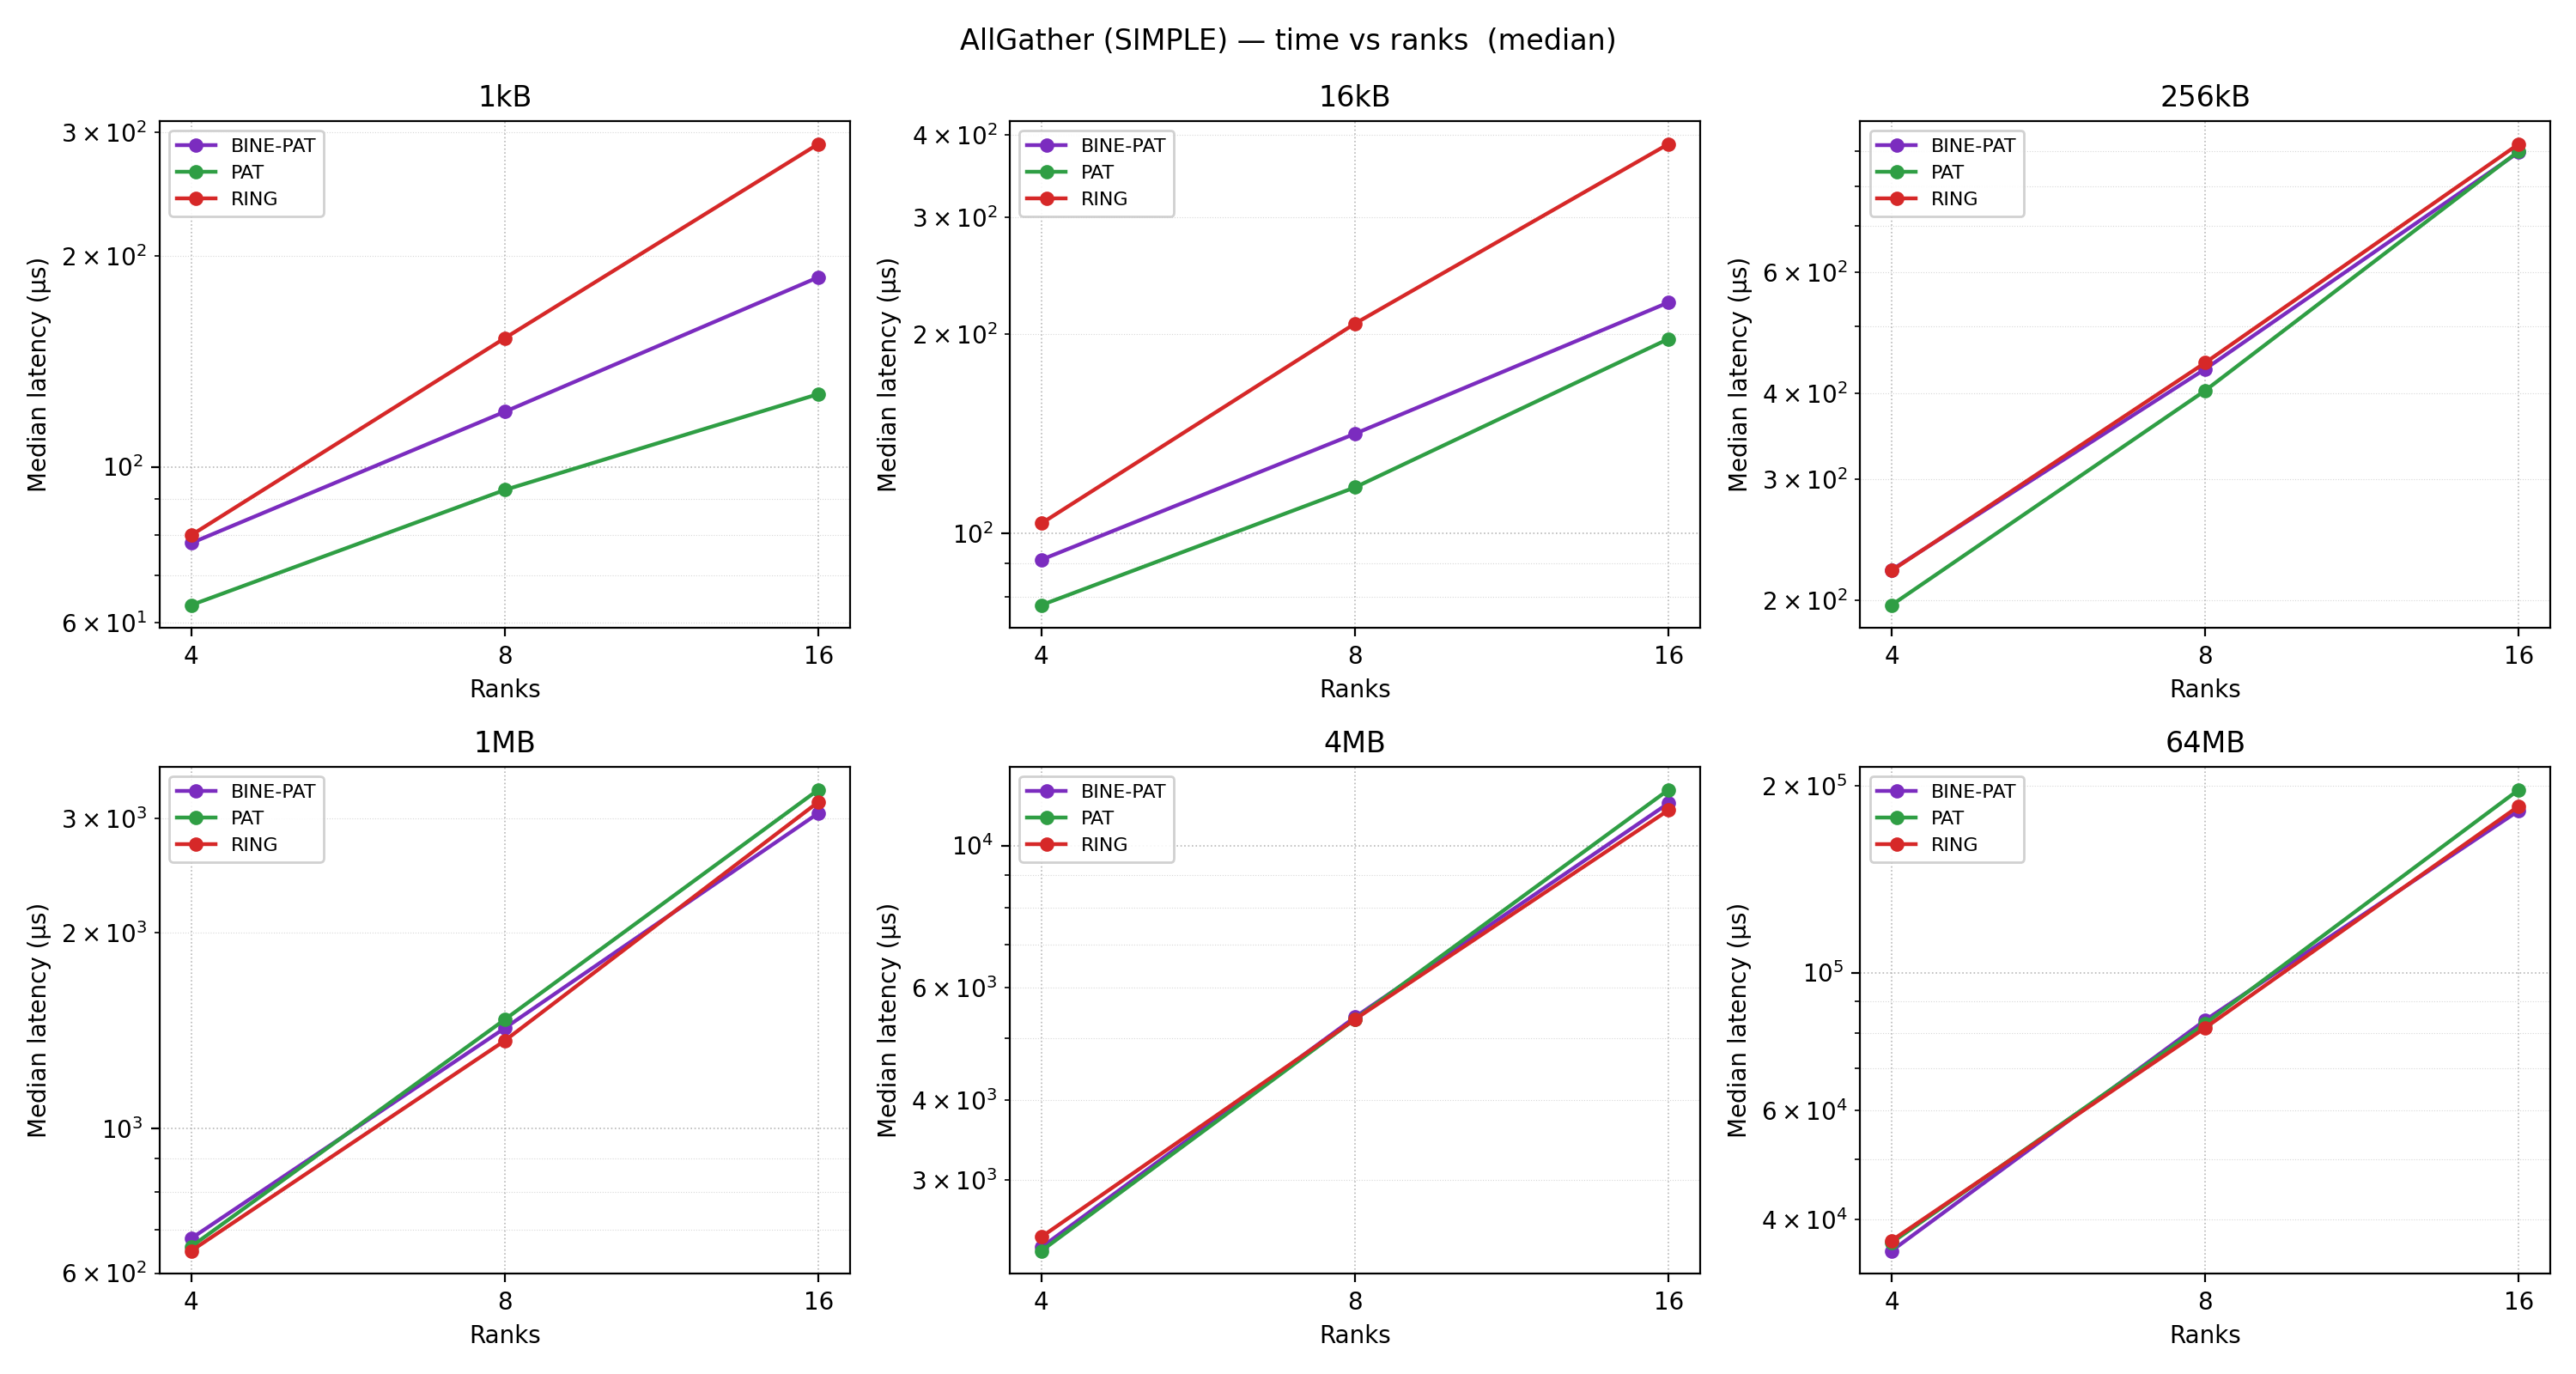 AllGather (SIMPLE) — time vs ranks (median)
1kB
3 × 10²
2 × 10²
10²
6 × 10¹
Median latency (µs)
BINE-PAT
PAT
RING
4 8 16
Ranks
16kB
4 × 10²
3 × 10²
2 × 10²
10²
Median latency (µs)
BINE-PAT
PAT
RING
4 8 16
Ranks
256kB
6 × 10²
4 × 10²
3 × 10²
2 × 10²
Median latency (µs)
BINE-PAT
PAT
RING
4 8 16
Ranks
1MB
3 × 10³
2 × 10³
10³
6 × 10²
Median latency (µs)
BINE-PAT
PAT
RING
4 8 16
Ranks
4MB
10⁴
6 × 10³
4 × 10³
3 × 10³
Median latency (µs)
BINE-PAT
PAT
RING
4 8 16
Ranks
64MB
2 × 10⁵
10⁵
6 × 10⁴
4 × 10⁴
Median latency (µs)
BINE-PAT
PAT
RING
4 8 16
Ranks